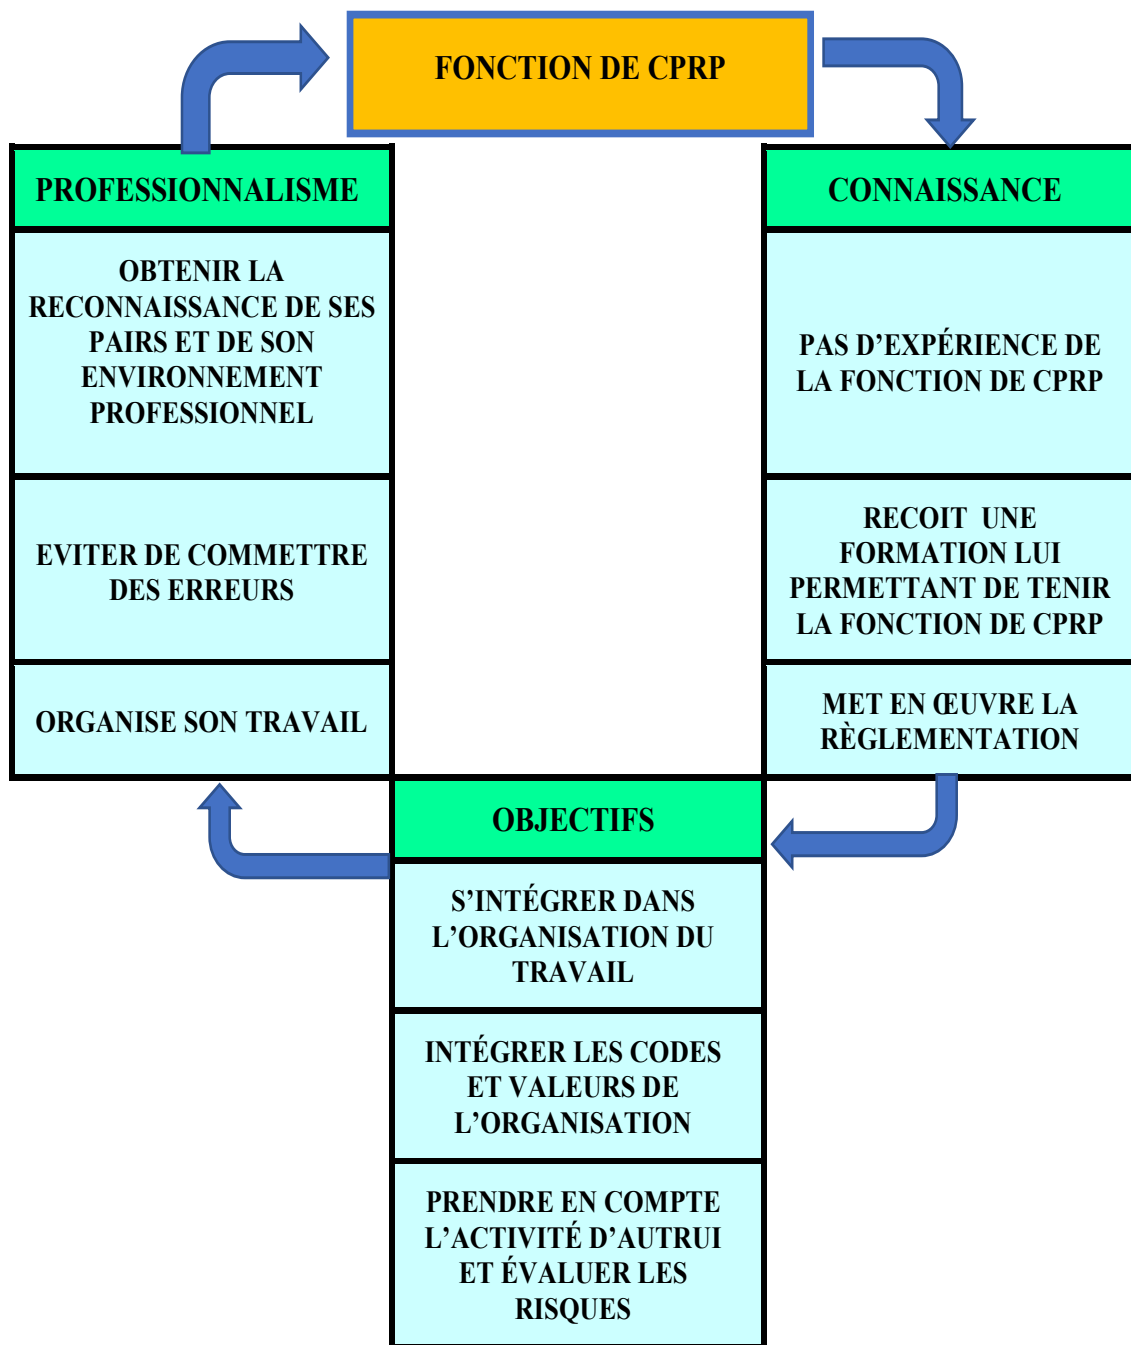 FONCTION DE CPRP
PROFESSIONNALISME
OBTENIR LA
RECONNAISSANCE DE SES
PAIRS ET DE SON
ENVIRONNEMENT
PROFESSIONNEL
EVITER DE COMMETTRE
DES ERREURS
ORGANISE SON TRAVAIL
CONNAISSANCE
PAS D’EXPÉRIENCE DE
LA FONCTION DE CPRP
RECOIT UNE
FORMATION LUI
PERMETTANT DE TENIR
LA FONCTION DE CPRP
MET EN ŒUVRE LA
RÈGLEMENTATION
OBJECTIFS
S’INTÉGRER DANS
L’ORGANISATION DU
TRAVAIL
INTÉGRER LES CODES
ET VALEURS DE
L’ORGANISATION
PRENDRE EN COMPTE
L’ACTIVITÉ D’AUTRUI
ET ÉVALUER LES
RISQUES